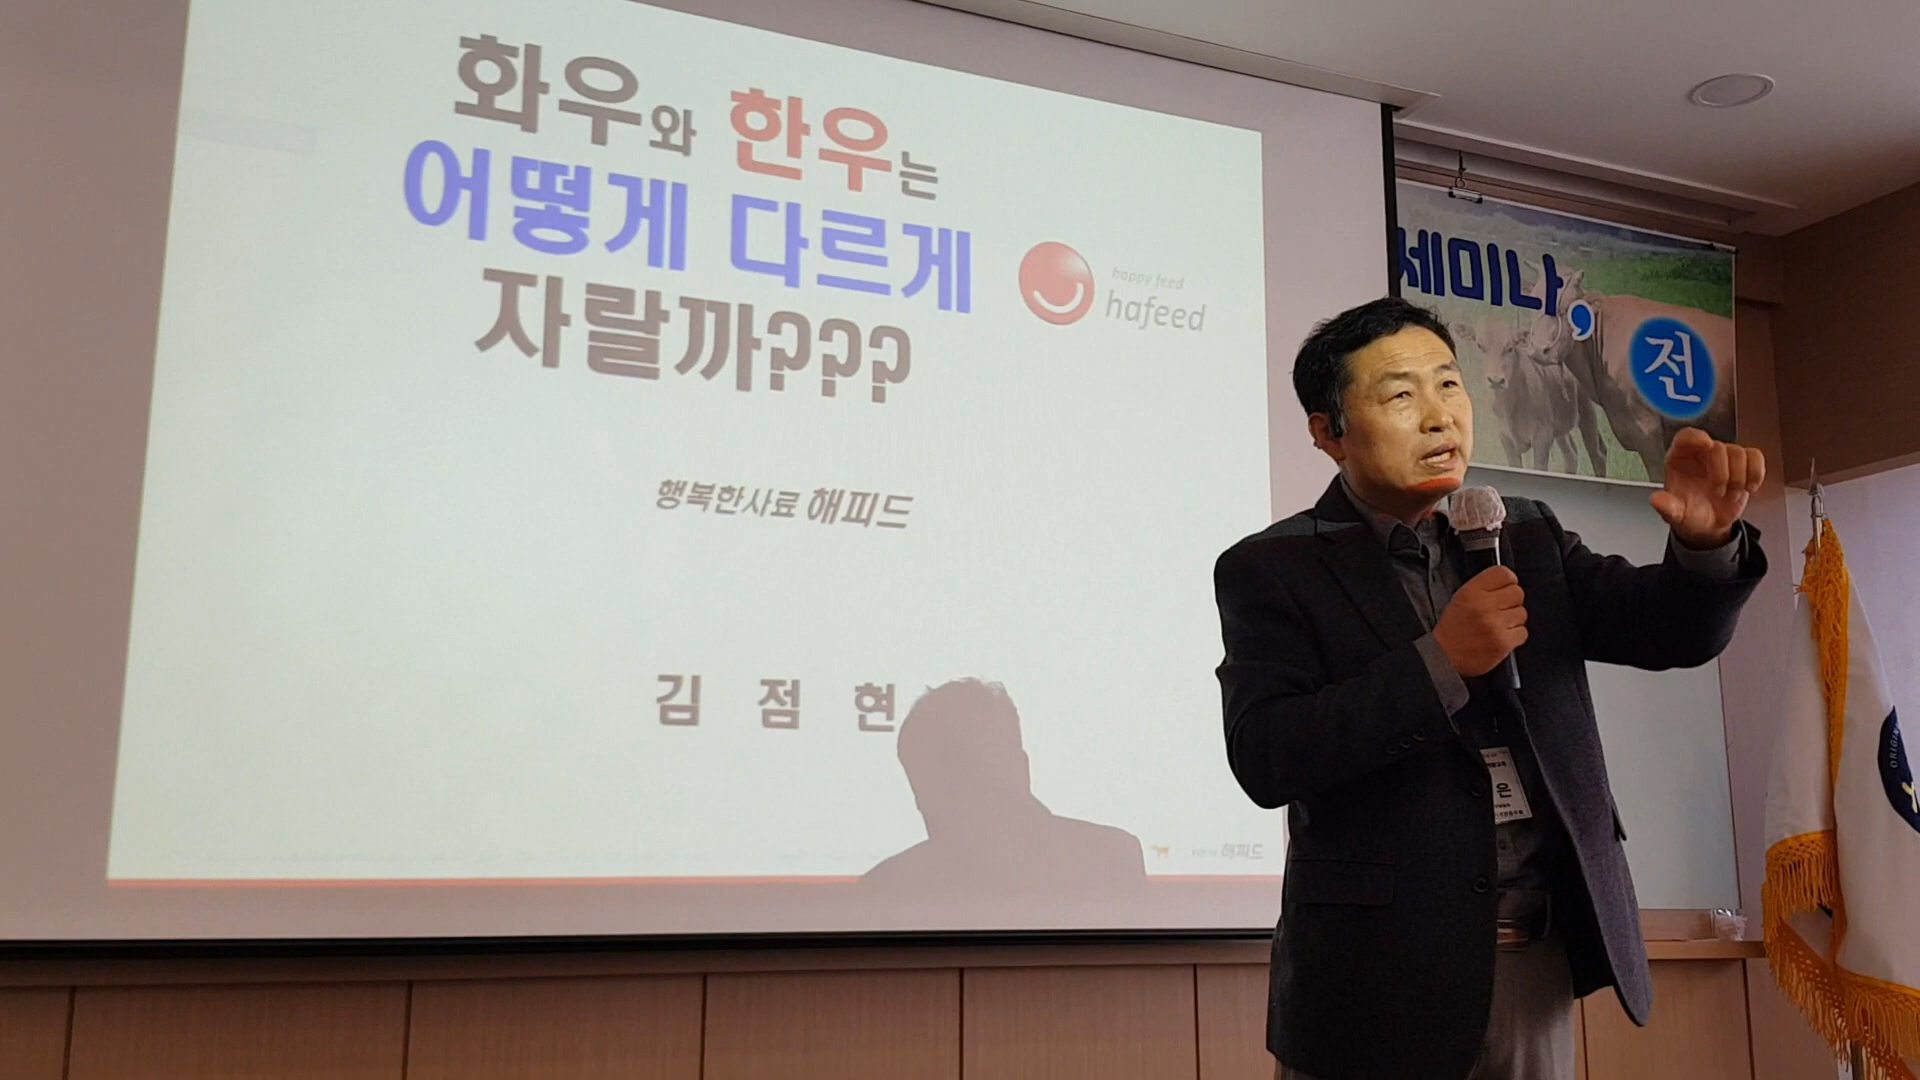 화우와 한우는
어떻게 다르게
자랄까???
happy feed
hafeed
행복한사료 해피드
김 점 현
해피드
세미나,
전
은